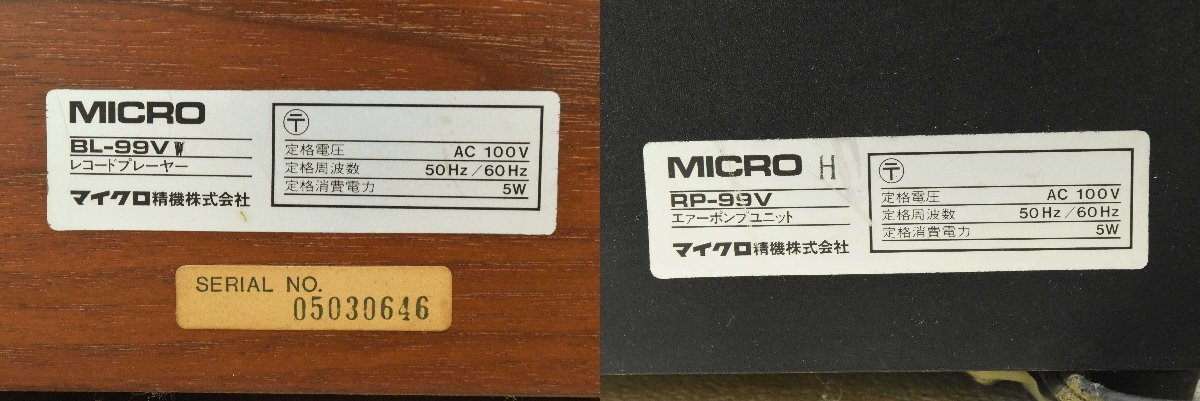 MICRO
BL-99V W
レコードプレーヤー
マイクロ精機株式会社
〒
定格電圧 AC 100V
定格周波数 50Hz/60Hz
定格消費電力 5W
SERIAL NO.
05030646
MICRO H
RP-99V
エアーポンプユニット
マイクロ精機株式会社
〒
定格電圧 AC 100V
定格周波数 50Hz/60Hz
定格消費電力 5W